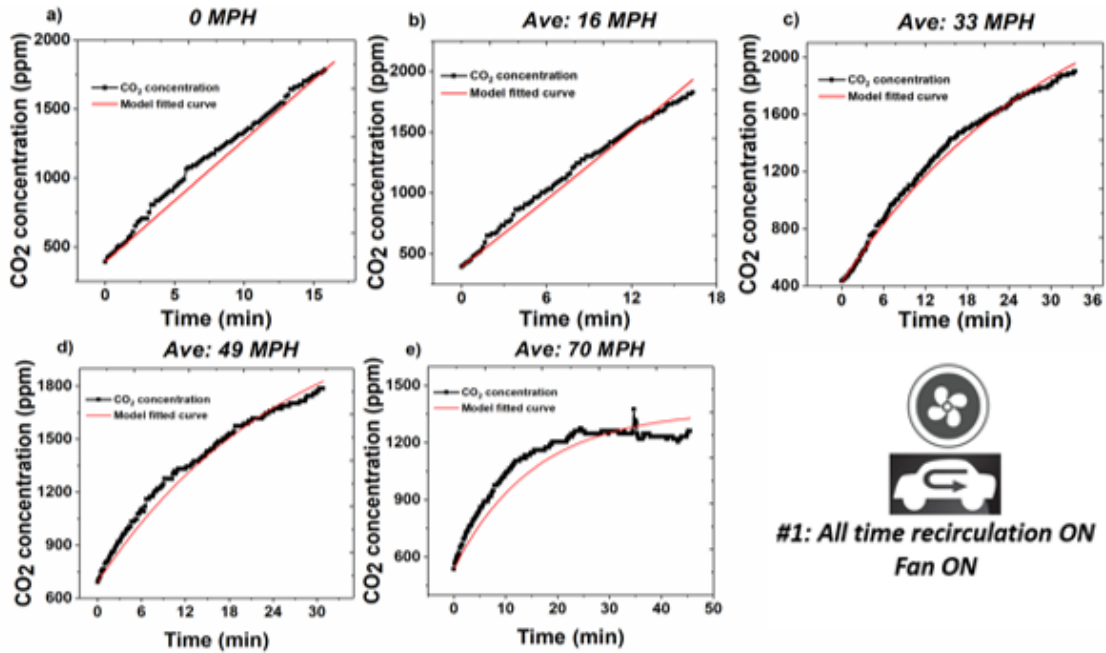 a) 0 MPH
CO2 concentration (ppm)
2000
1500
1000
500
CO2 concentration
Model fitted curve
0 5 10 15
Time (min)
b) Ave: 16 MPH
CO2 concentration (ppm)
2000
1500
1000
500
CO2 concentration
Model fitted curve
0 6 12 18
Time (min)
c) Ave: 33 MPH
CO2 concentration (ppm)
2000
1600
1200
800
400
CO2 concentration
Model fitted curve
0 6 12 18 24 30 36
Time (min)
d) Ave: 49 MPH
CO2 concentration (ppm)
1800
1500
1200
900
600
CO2 concentration
Model fitted curve
0 6 12 18 24 30
Time (min)
e) Ave: 70 MPH
CO2 concentration (ppm)
1500
1200
900
600
CO2 concentration
Model fitted curve
0 10 20 30 40 50
Time (min)
#1: All time recirculation ON
Fan ON